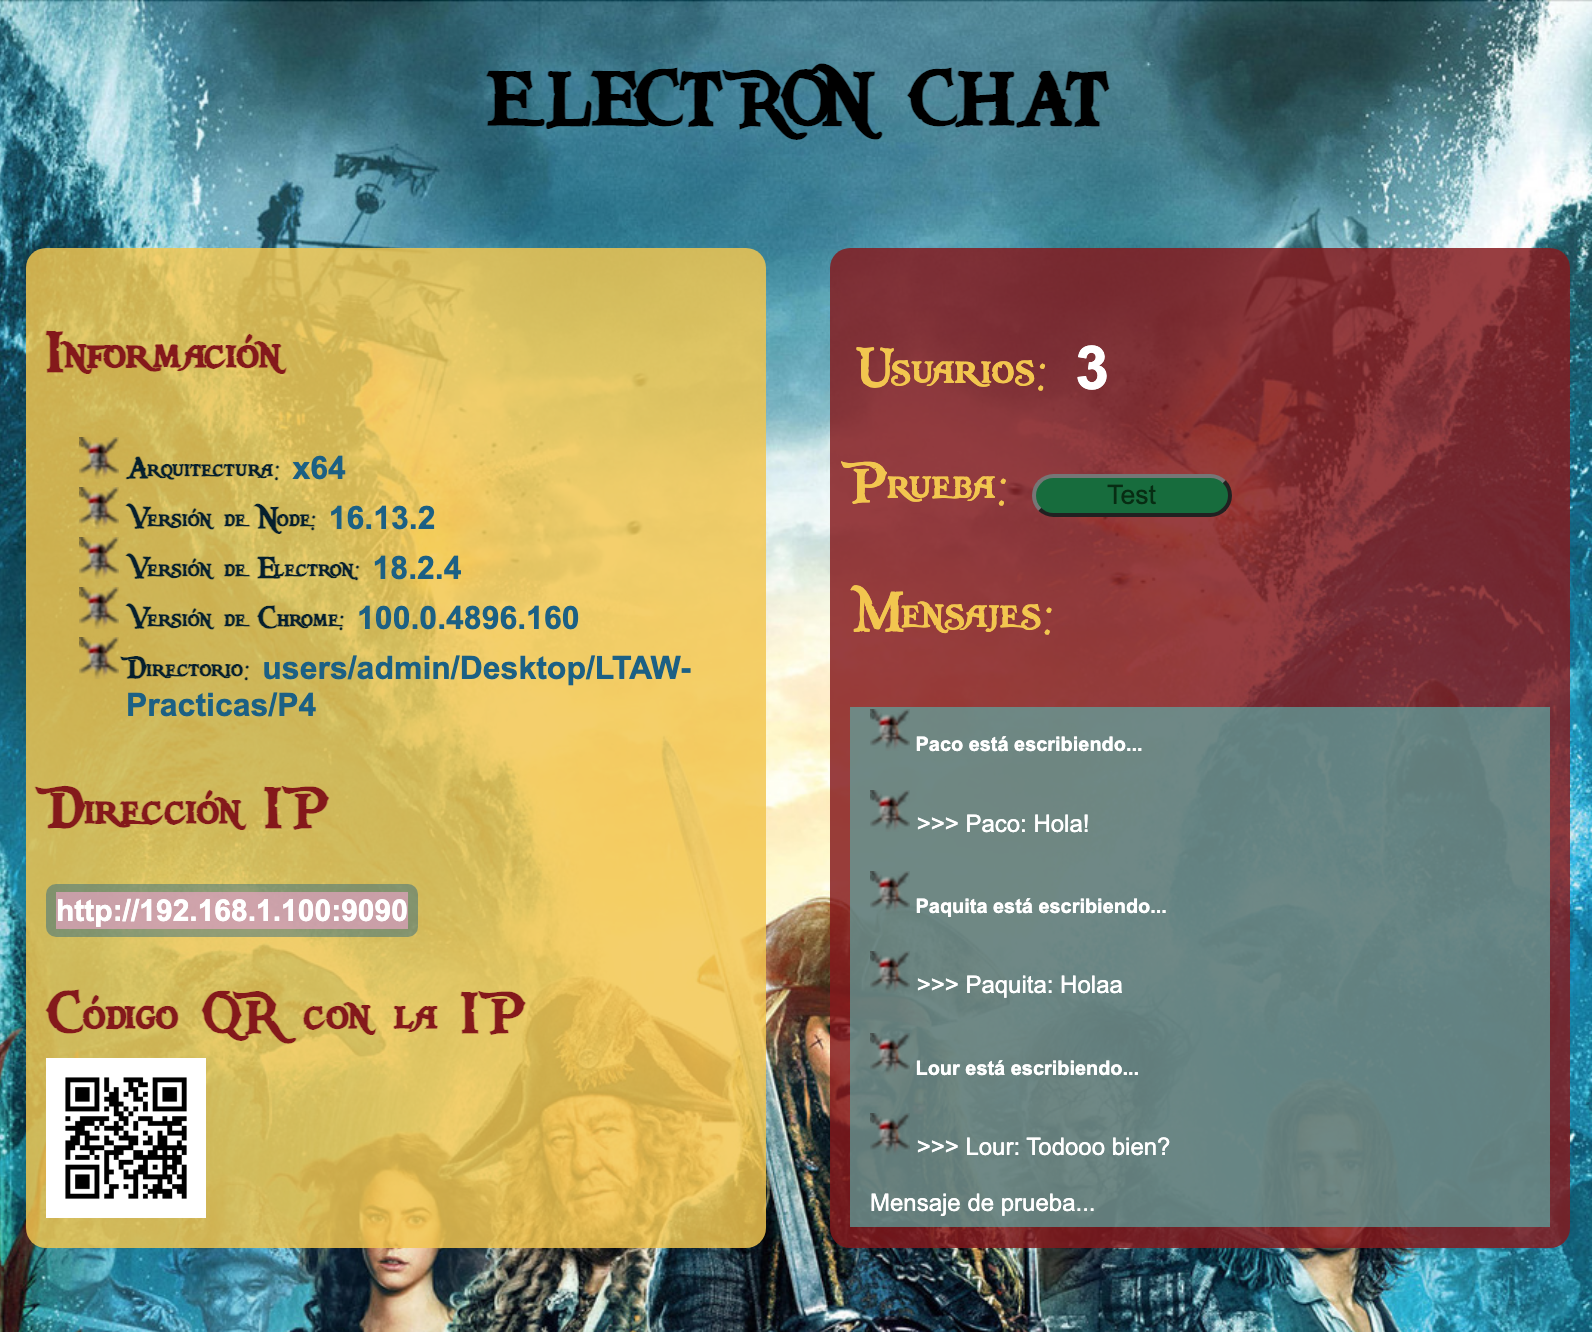 ELECTRON CHAT
Información
Arquitectura: x64
Versión de Node: 16.13.2
Versión de Electron: 18.2.4
Versión de Chrome: 100.0.4896.160
Directorio: users/admin/Desktop/LTAW-
Practicas/P4
Dirección IP
http://192.168.1.100:9090
Código QR con la IP
Usuarios: 3
Prueba: Test
Mensajes:
Paco está escribiendo...
>>> Paco: Hola!
Paquita está escribiendo...
>>> Paquita: Holaa
Lour está escribiendo...
>>> Lour: Todooo bien?
Mensaje de prueba...